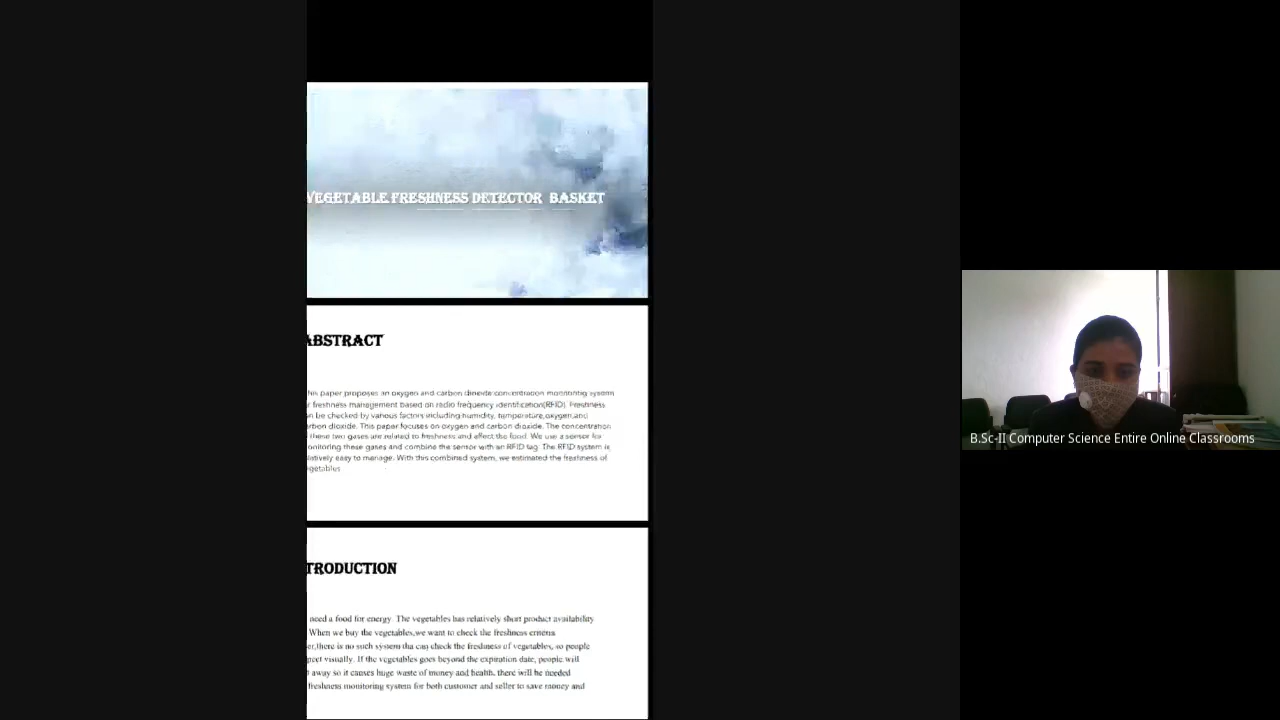 VEGETABLE FRESHNESS DETECTOR BASKET
ABSTRACT
his paper proposes an oxygen and carbon dioxide concentration monitoring system
r freshness management based on radio frequency identification(RFID). Freshness
an be checked by various factors including humidity, temperature,oxygen,and
rbon dioxide. This paper focuses on oxygen and carbon dioxide. The concentration
these two gases are related to freshness and effect the food. We use a sensor for
onitoring these gases and combine the sensor with an RFID tag. The RFID system is
latively easy to manage. With this combined system, we estimated the freshness of
getables
TRODUCTION
need a food for energy. The vegetables has relatively short product availability
When we buy the vegetables,we want to check the freshness criteria.
er,there is no such system that can check the freshness of vegetables, so people
pect visually. If the vegetables goes beyond the expiration date, people will
t away so it causes huge waste of money and health. there will be needed
freshness monitoring system for both customer and seller to save money and
B.Sc-II Computer Science Entire Online Classrooms